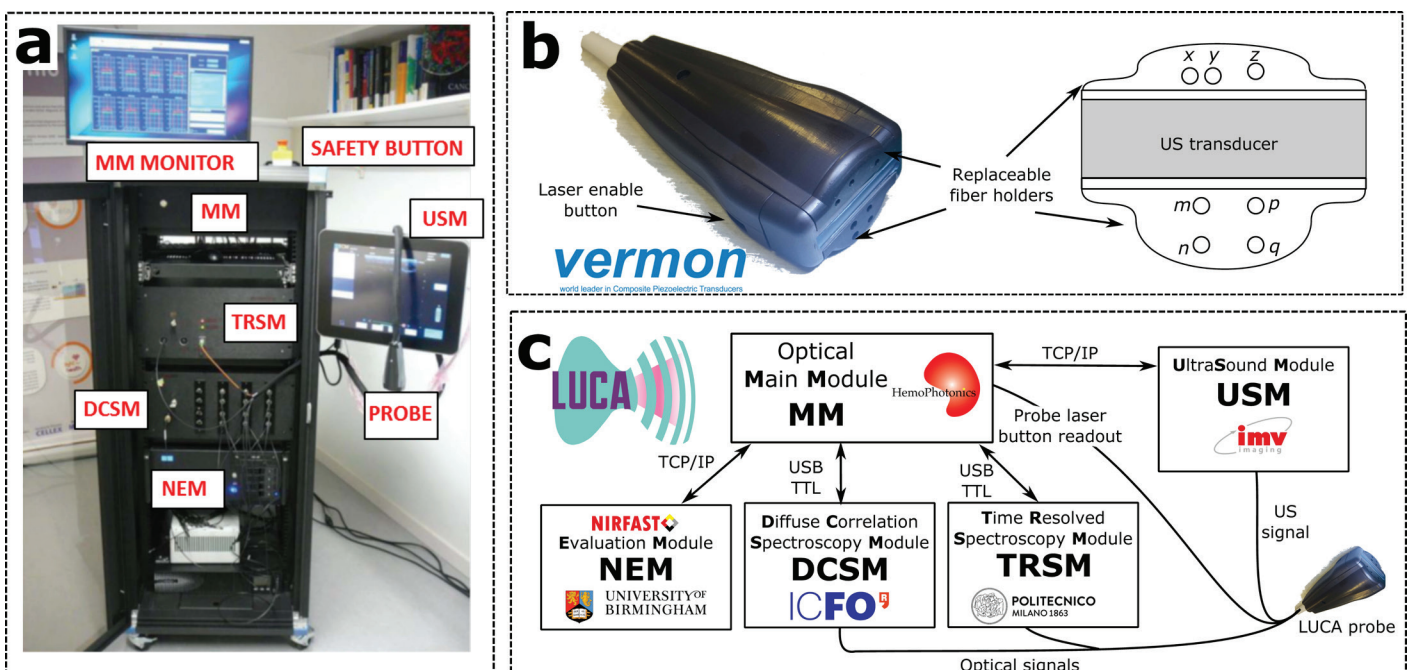 a
MM MONITOR
SAFETY BUTTON
MM
USM
TRSM
DCSM
PROBE
NEM
b
Laser enable
button
vermon
world leader in Composite Piezoelectric Transducers
Replaceable
fiber holders
x y z
US transducer
m p
n q
c
LUCA
Optical
Main Module
MM
HemoPhotonics
TCP/IP
UltraSound Module
USM
imv
imaging
Probe laser
button readout
TCP/IP
USB
TTL
USB
TTL
US
signal
NIRFAST
Evaluation Module
NEM
UNIVERSITYOF
BIRMINGHAM
Diffuse Correlation
Spectroscopy Module
DCSM
ICFO
Time Resolved
Spectroscopy Module
TRSM
POLITECNICO
MILANO 1863
LUCA probe
Optical signals